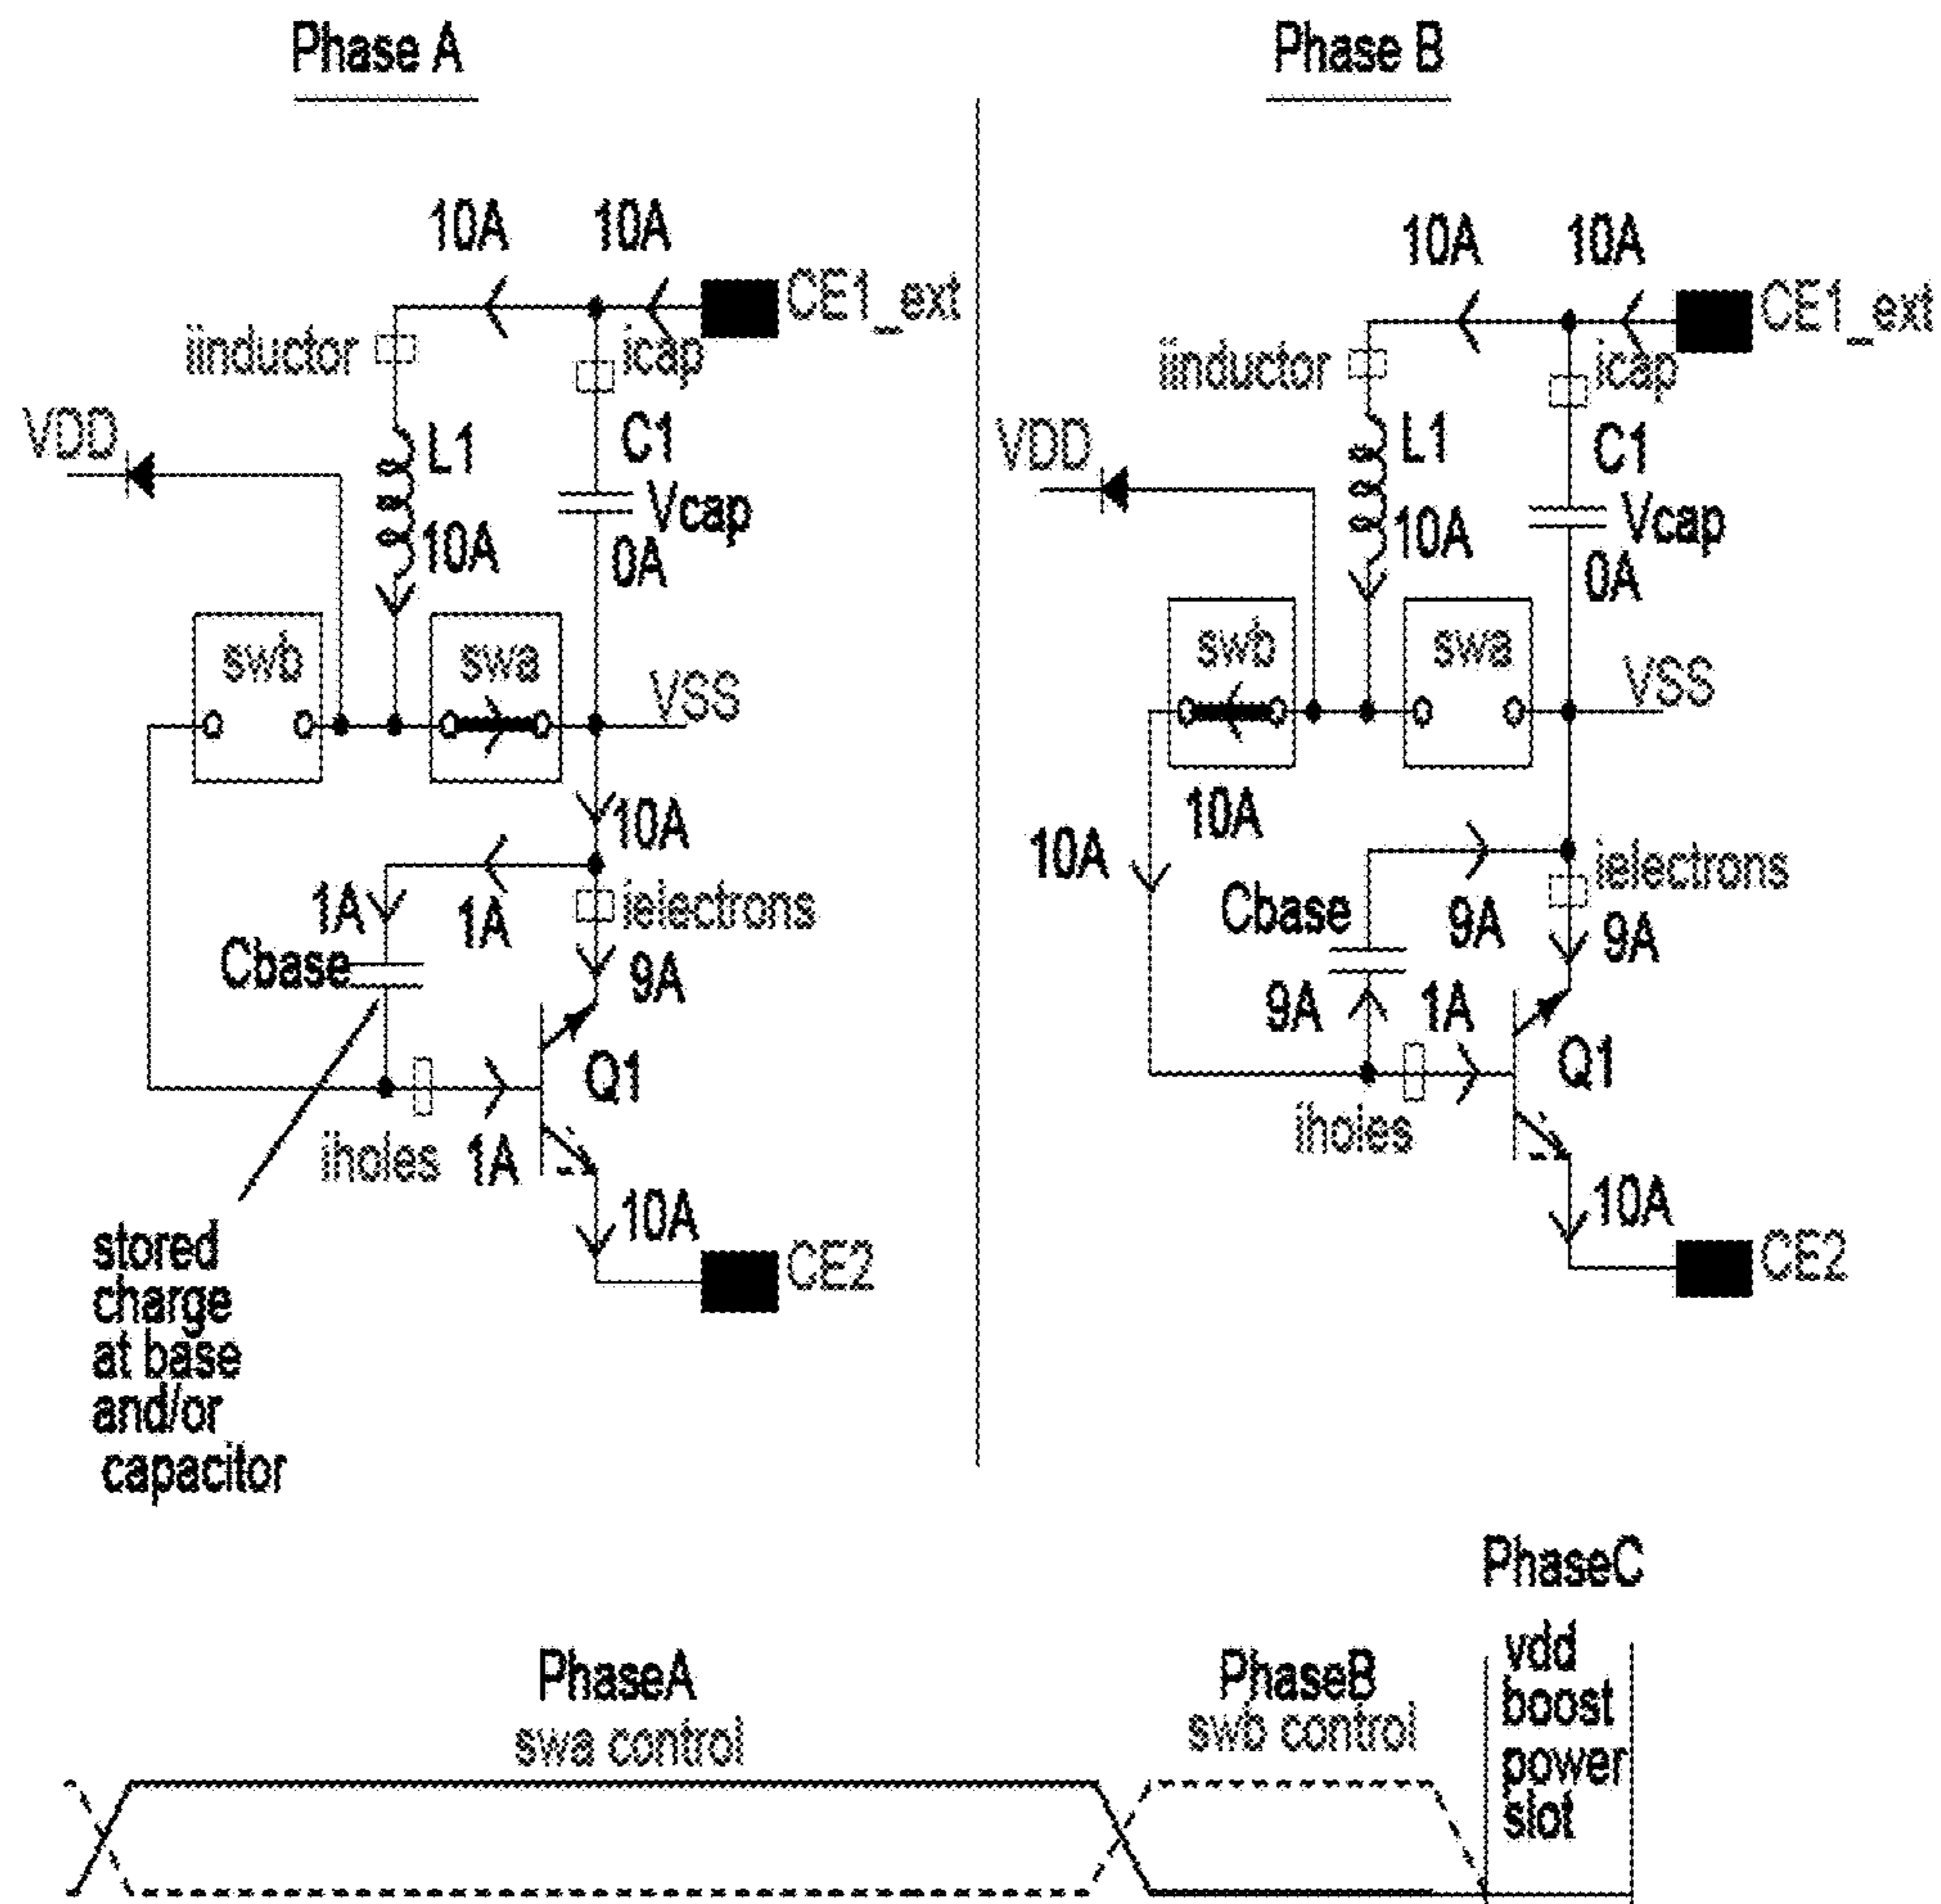 Phase A
10A 10A
CE1_ext
iinductor
icap
VDD
L1
C1
Vcap
10A
0A
swb
swa
VSS
10A
1A
1A
ielectrons
Cbase
9A
Q1
iholes
1A
10A
CE2
stored
charge
at base
and/or
capacitor
Phase B
10A 10A
CE1_ext
iinductor
icap
VDD
L1
C1
Vcap
10A
0A
swb
swa
VSS
10A
10A
ielectrons
Cbase
9A
9A
9A
1A
Q1
iholes
10A
CE2
PhaseA
swa control
PhaseB
swb control
PhaseC
vdd
boost
power
slot